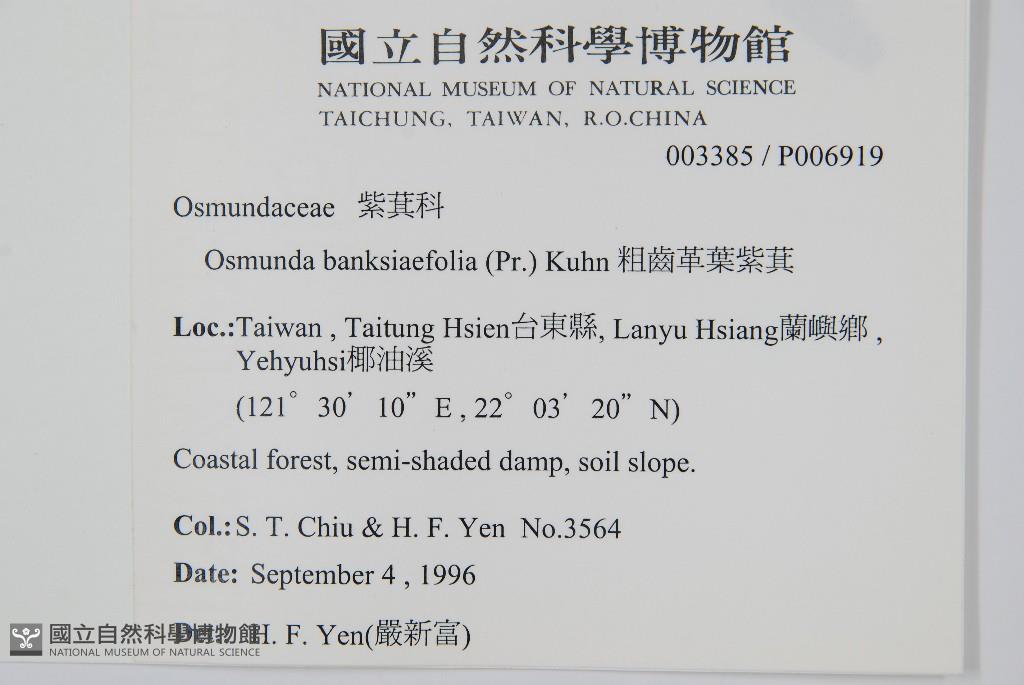 國立自然科學博物館
NATIONAL MUSEUM OF NATURAL SCIENCE
TAICHUNG, TAIWAN, R.O.CHINA
003385 / P006919
Osmundaceae 紫萁科
Osmunda banksiaefolia (Pr.) Kuhn 粗齒革葉紫萁
Loc.:Taiwan , Taitung Hsien台東縣, Lanyu Hsiang蘭嶼鄉 ,
Yehyuhsi椰油溪
(121° 30’ 10” E , 22° 03’ 20” N)
Coastal forest, semi-shaded damp, soil slope.
Col.:S. T. Chiu & H. F. Yen No.3564
Date: September 4 , 1996
H. F. Yen(嚴新富)
國立自然科學博物館
NATIONAL MUSEUM OF NATURAL SCIENCE